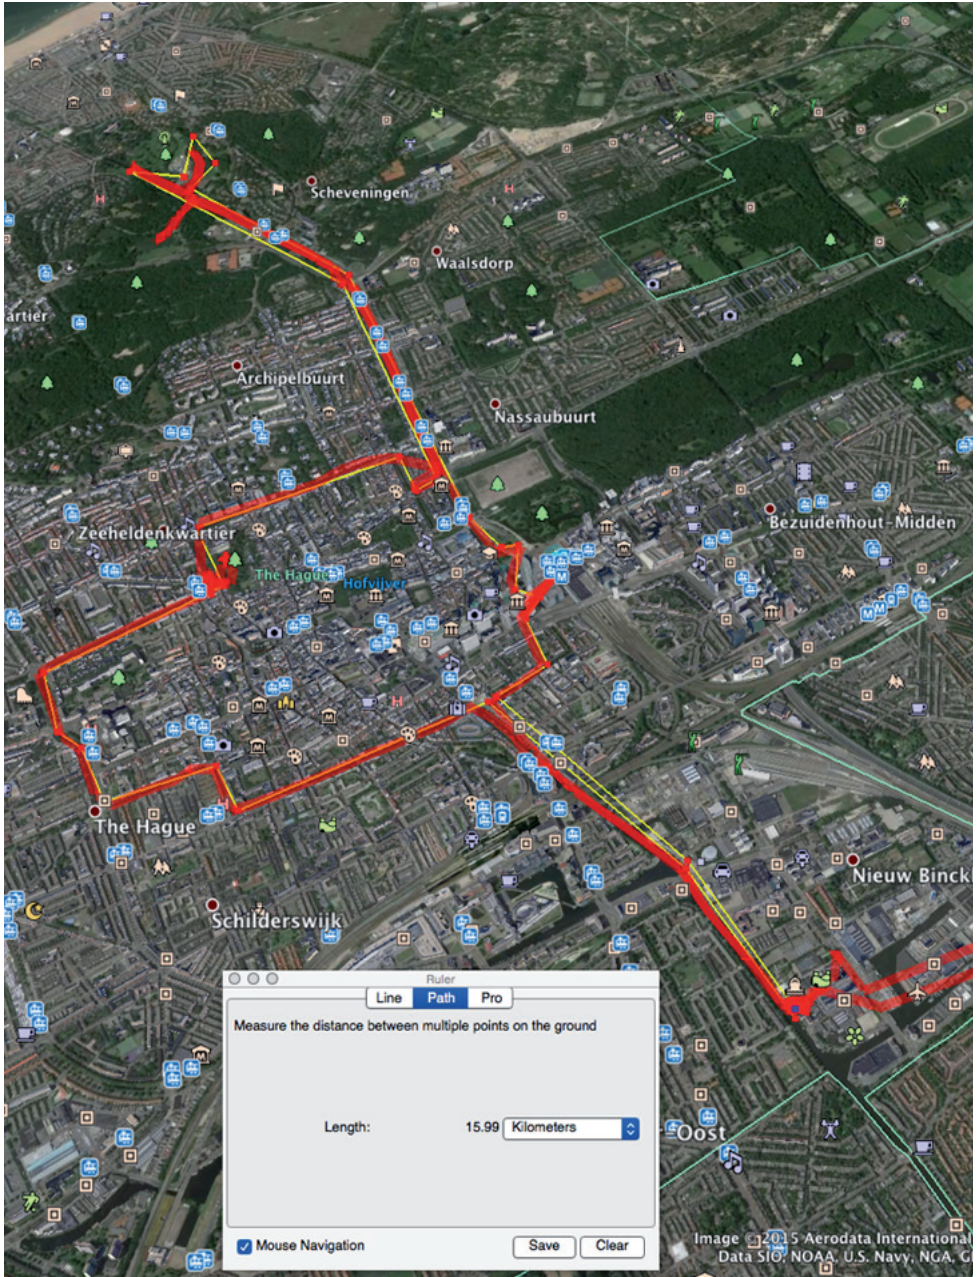 Scheveningen
Waalsdorp
artier
Archipelbuurt
Nassaubuurt
Zeeheldenkwartier
Bezuidenhout-Midden
The Hague
Hofvijver
The Hague
Nieuw Binckh
Schilderswijk
Ruler
Line Path Pro
Measure the distance between multiple points on the ground
Length: 15.99 Kilometers
-Oost
Mouse Navigation Save Clear
Image © 2015 Aerodata International
Data SIO, NOAA, U.S. Navy, NGA, G